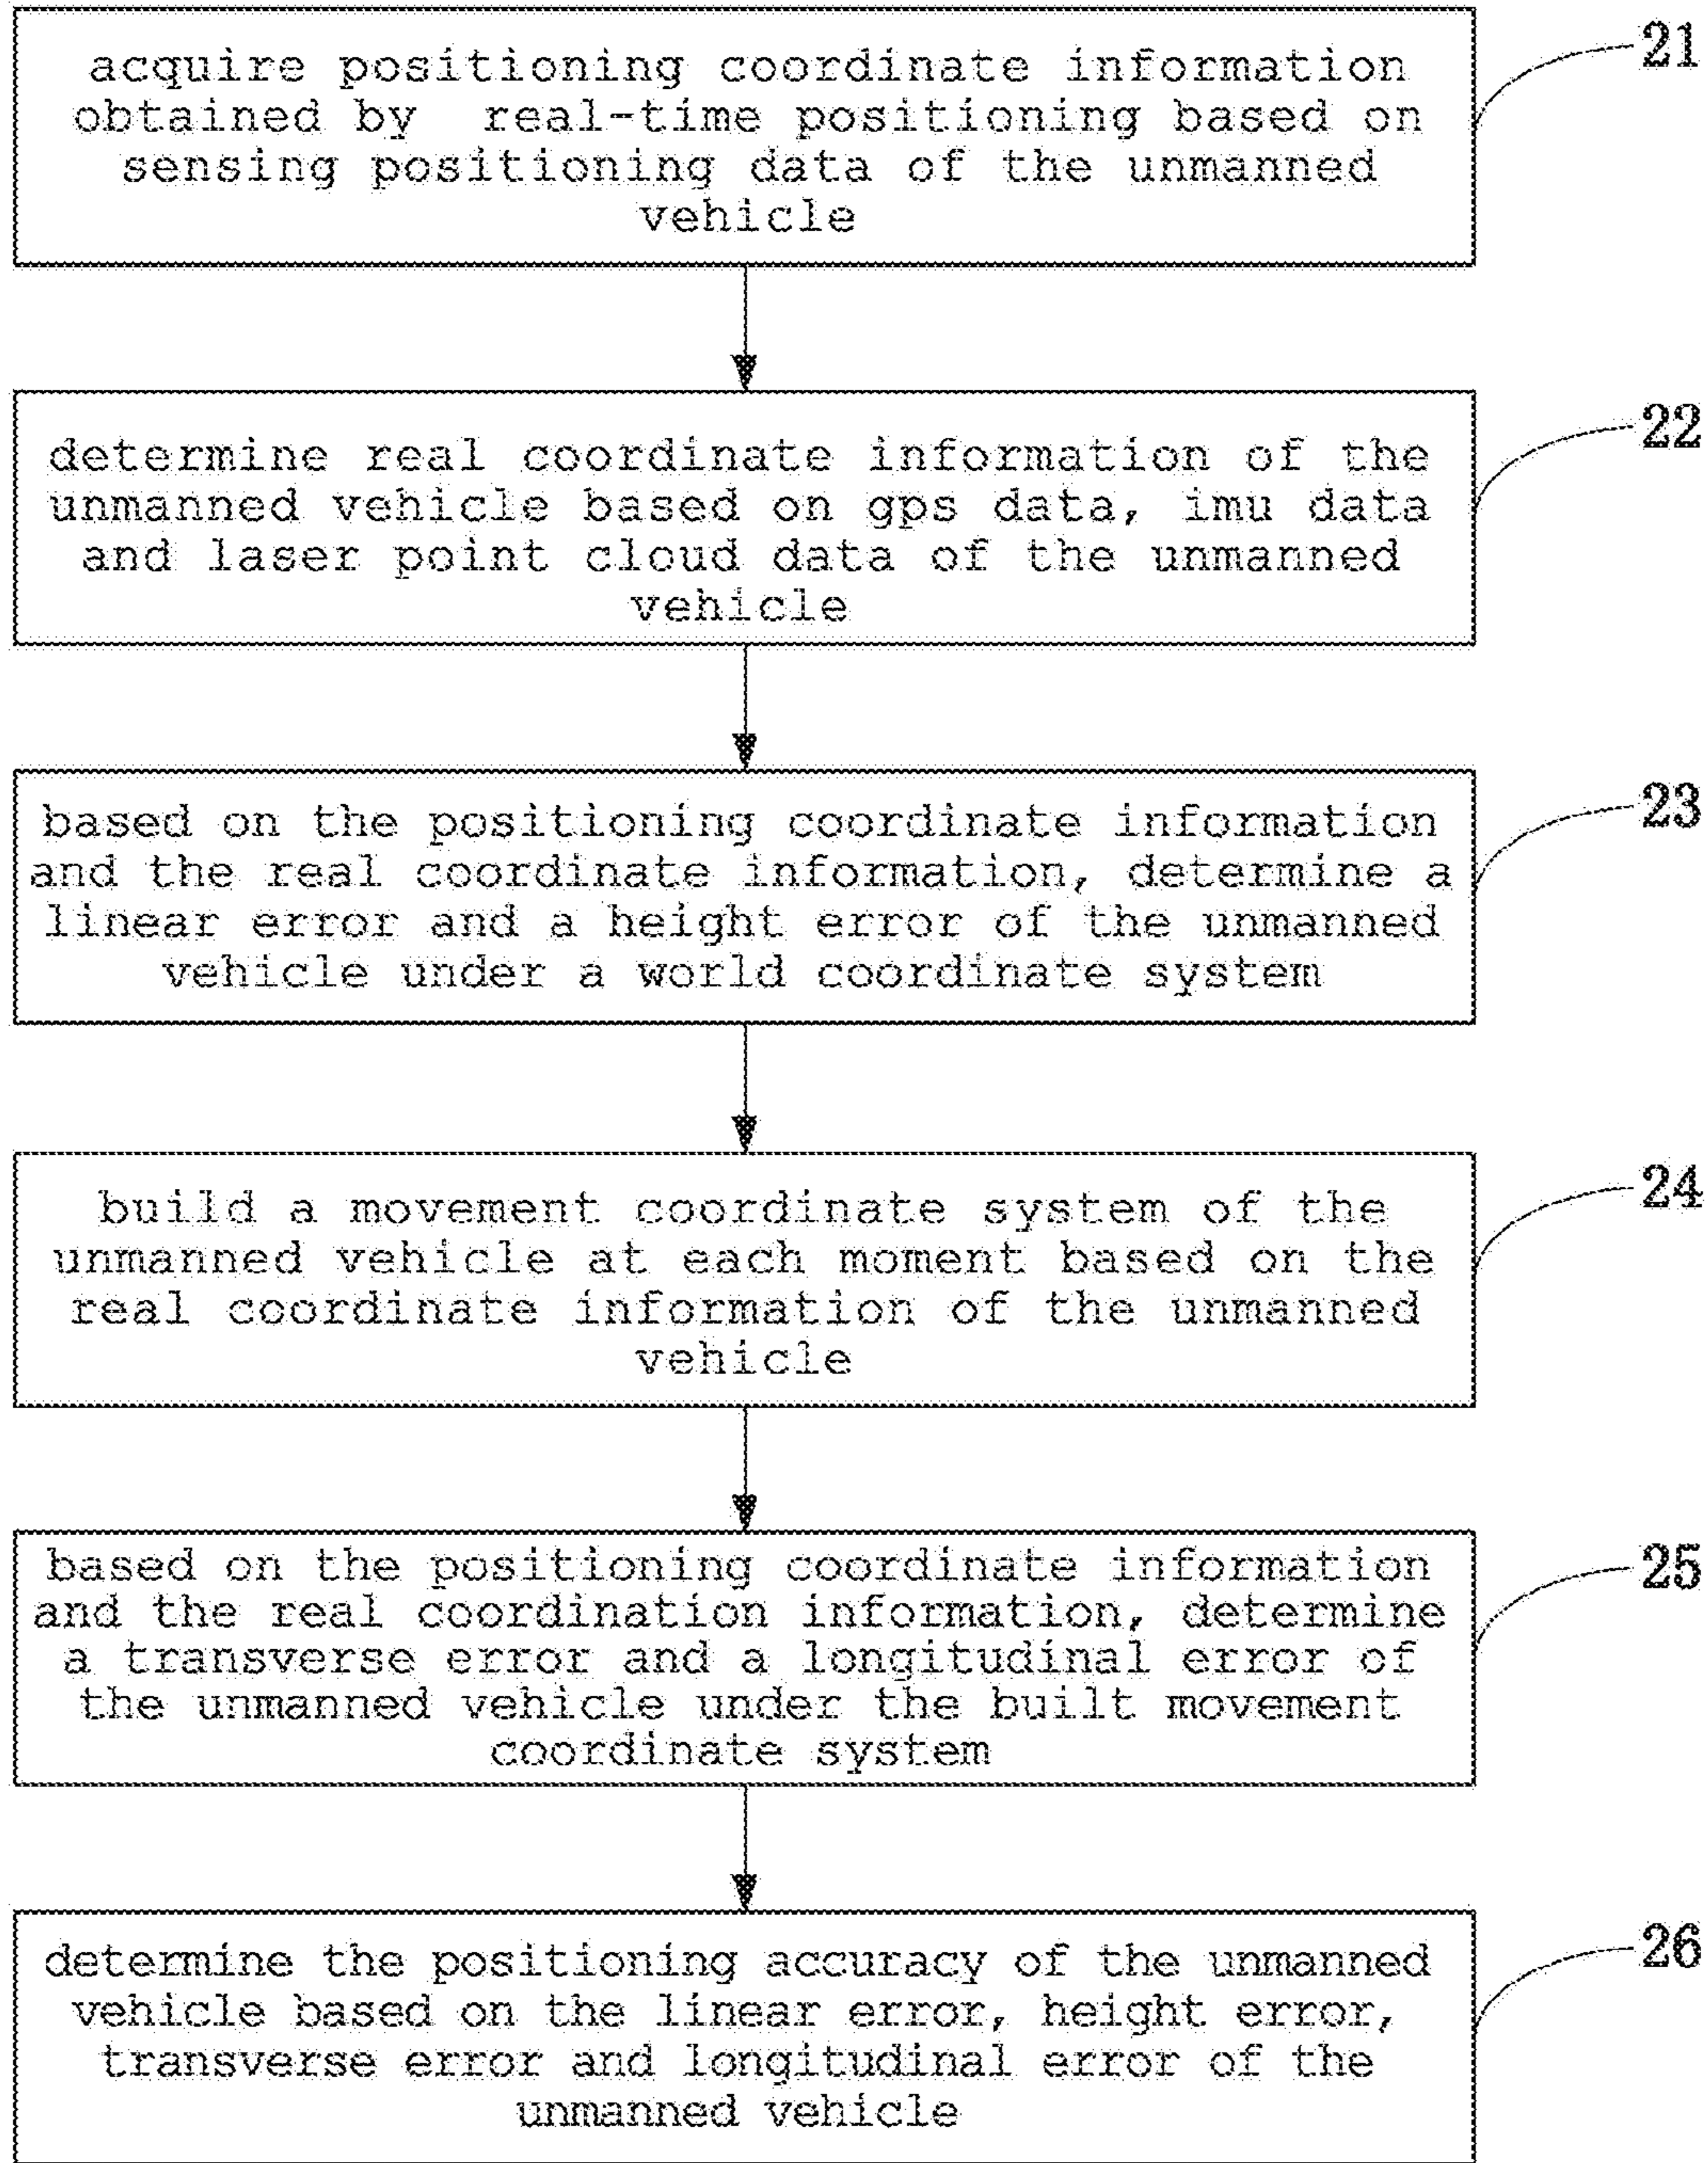 acquire positioning coordinate information
obtained by real-time positioning based on
sensing positioning data of the unmanned
vehicle
21
determine real coordinate information of the
unmanned vehicle based on gps data, imu data
and laser point cloud data of the unmanned
vehicle
22
based on the positioning coordinate information
and the real coordinate information, determine a
linear error and a height error of the unmanned
vehicle under a world coordinate system
23
build a movement coordinate system of the
unmanned vehicle at each moment based on the
real coordinate information of the unmanned
vehicle
24
based on the positioning coordinate information
and the real coordination information, determine
a transverse error and a longitudinal error of
the unmanned vehicle under the built movement
coordinate system
25
determine the positioning accuracy of the unmanned
vehicle based on the linear error, height error,
transverse error and longitudinal error of the
unmanned vehicle
26